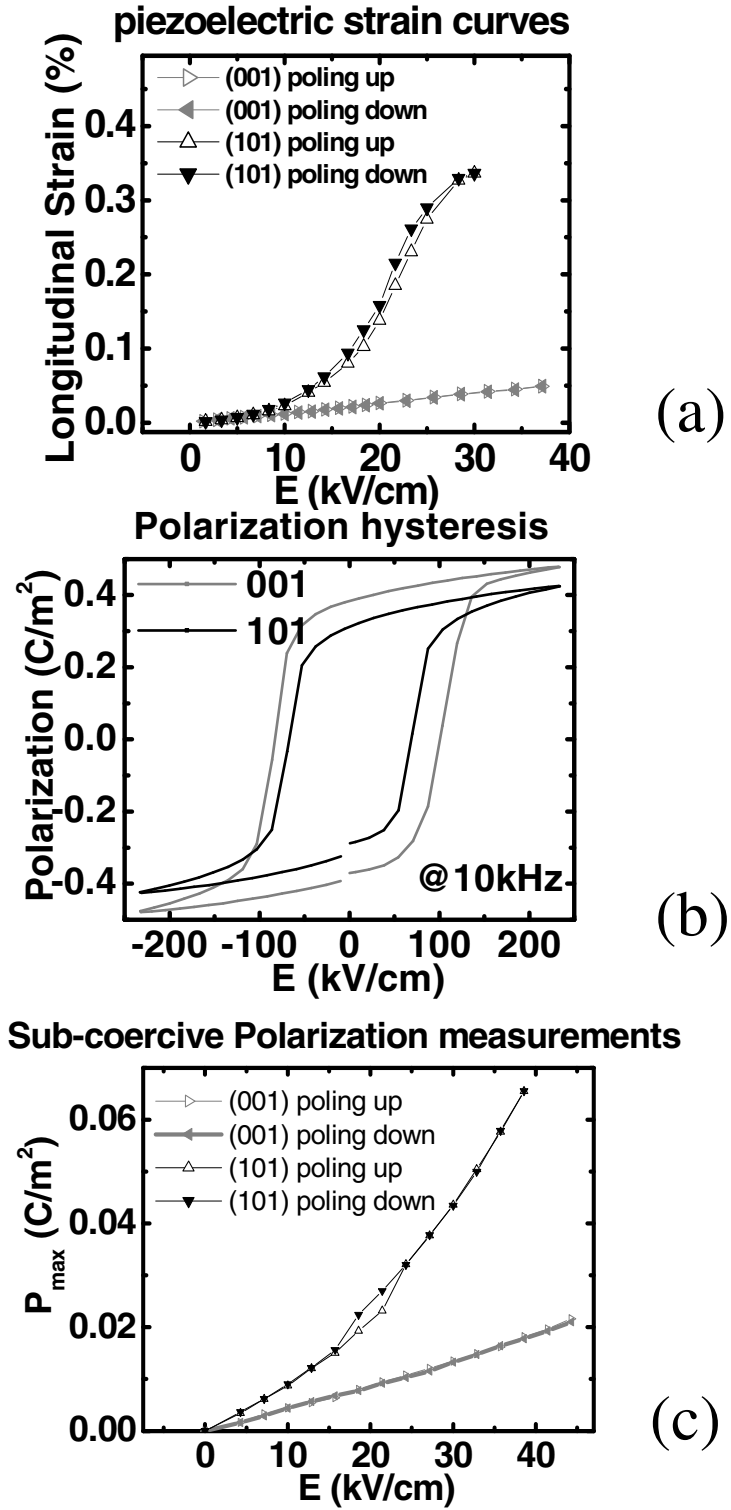 piezoelectric strain curves
(001) poling up
(001) poling down
(101) poling up
(101) poling down
Longitudinal Strain (%)
0.4
0.3
0.2
0.1
0.0
0 10 20 30 40
E (kV/cm)
(a)
Polarization hysteresis
001
101
Polarization (C/m²)
0.4
0.2
0.0
-0.2
-0.4
@10kHz
-200 -100 0 100 200
E (kV/cm)
(b)
Sub-coercive Polarization measurements
(001) poling up
(001) poling down
(101) poling up
(101) poling down
Pmax (C/m²)
0.06
0.04
0.02
0.00
0 10 20 30 40
E (kV/cm)
(c)